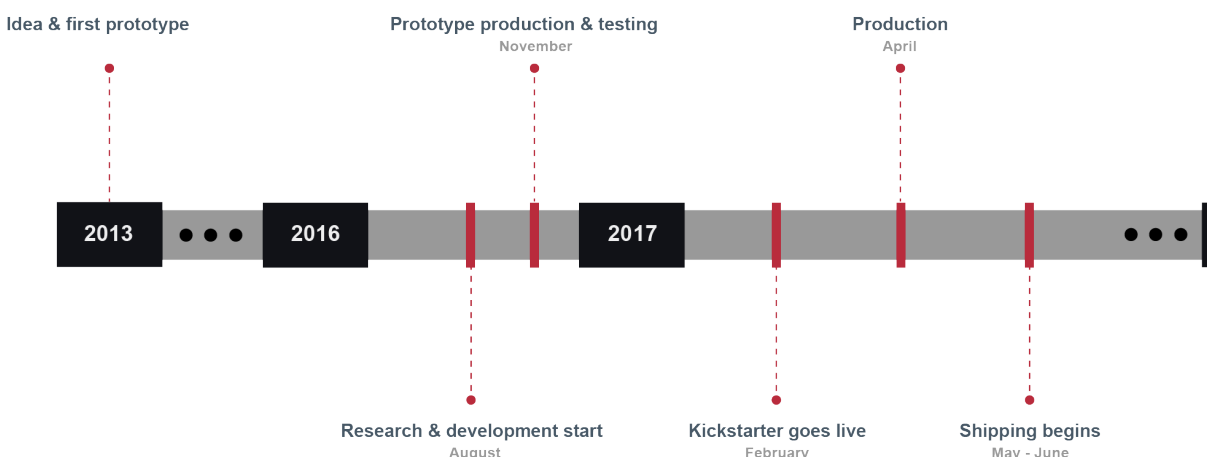 Idea & first prototype
Prototype production & testing
November
Production
April
2013
2016
2017
Research & development start
August
Kickstarter goes live
February
Shipping begins
May - June